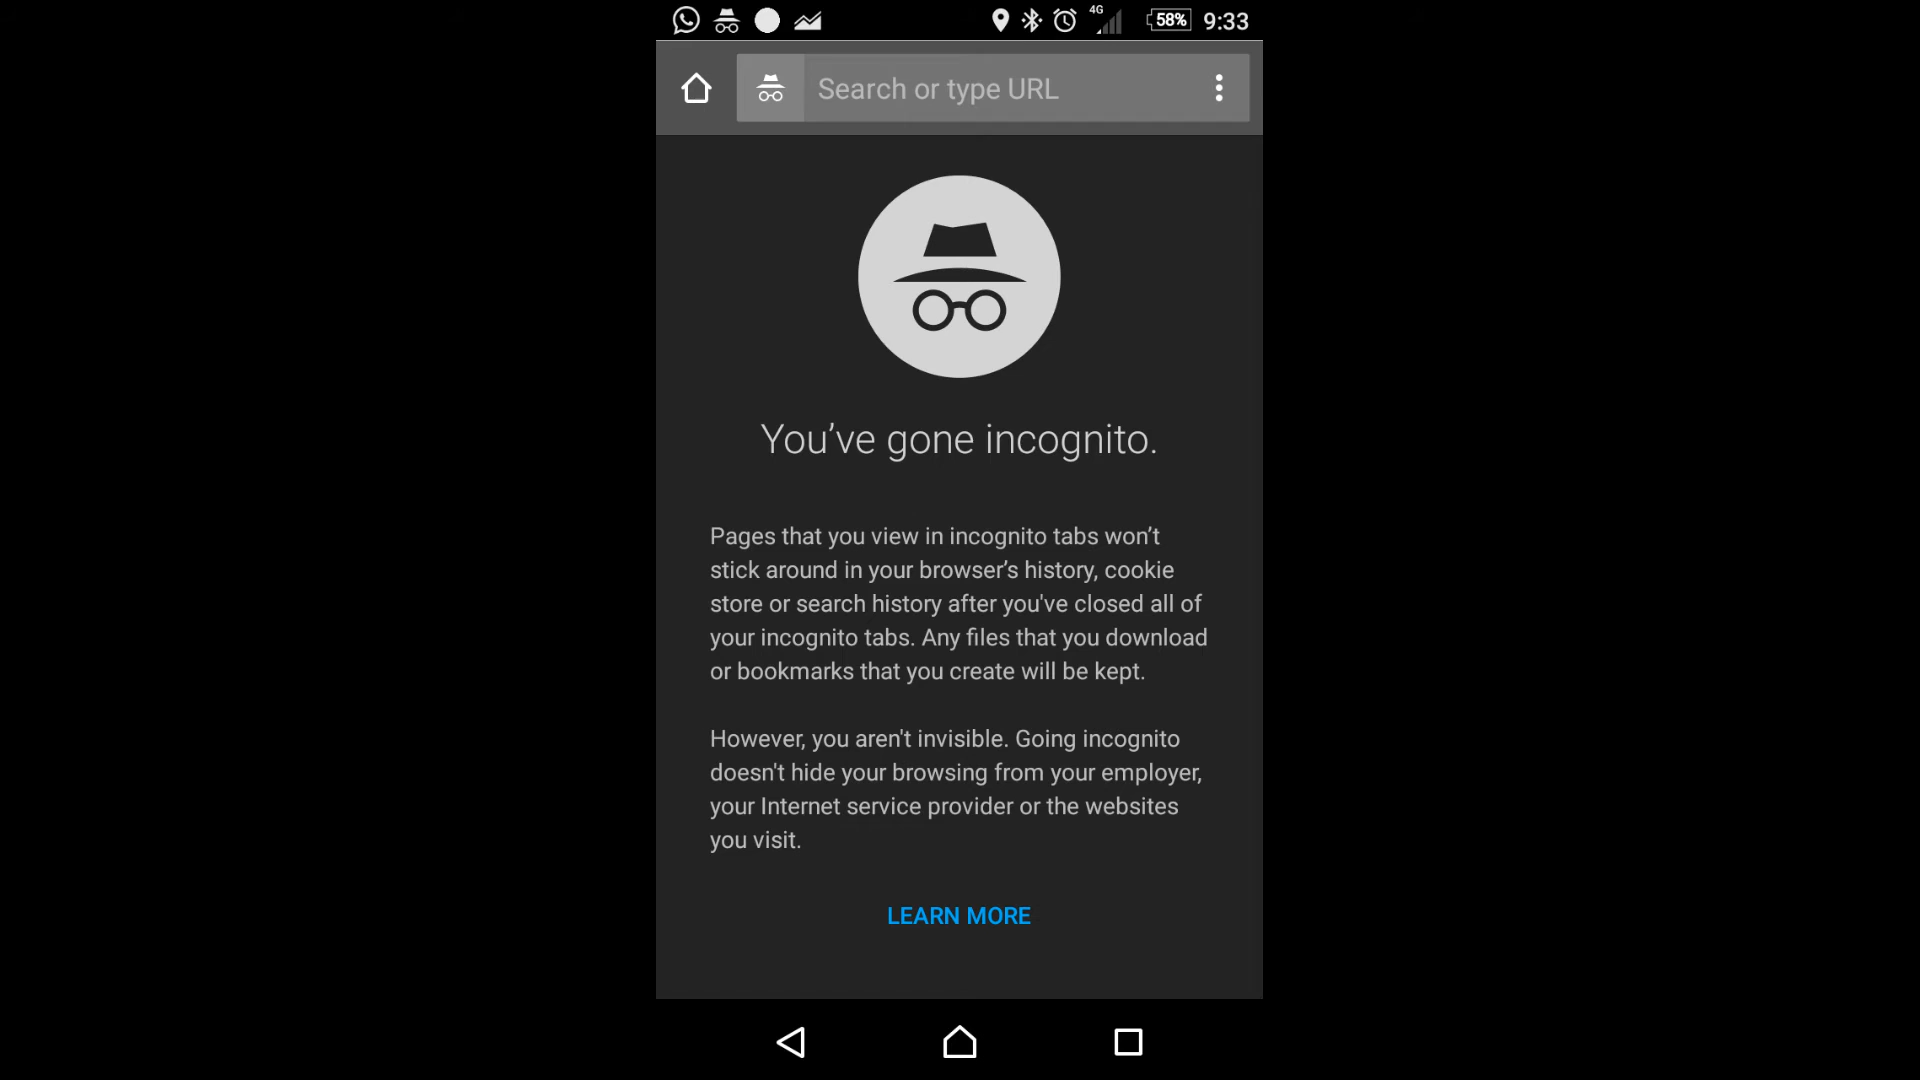 4G 58% 9:33
Search or type URL
You’ve gone incognito.
Pages that you view in incognito tabs won’t
stick around in your browser’s history, cookie
store or search history after you've closed all of
your incognito tabs. Any files that you download
or bookmarks that you create will be kept.
However, you aren't invisible. Going incognito
doesn't hide your browsing from your employer,
your Internet service provider or the websites
you visit.
LEARN MORE